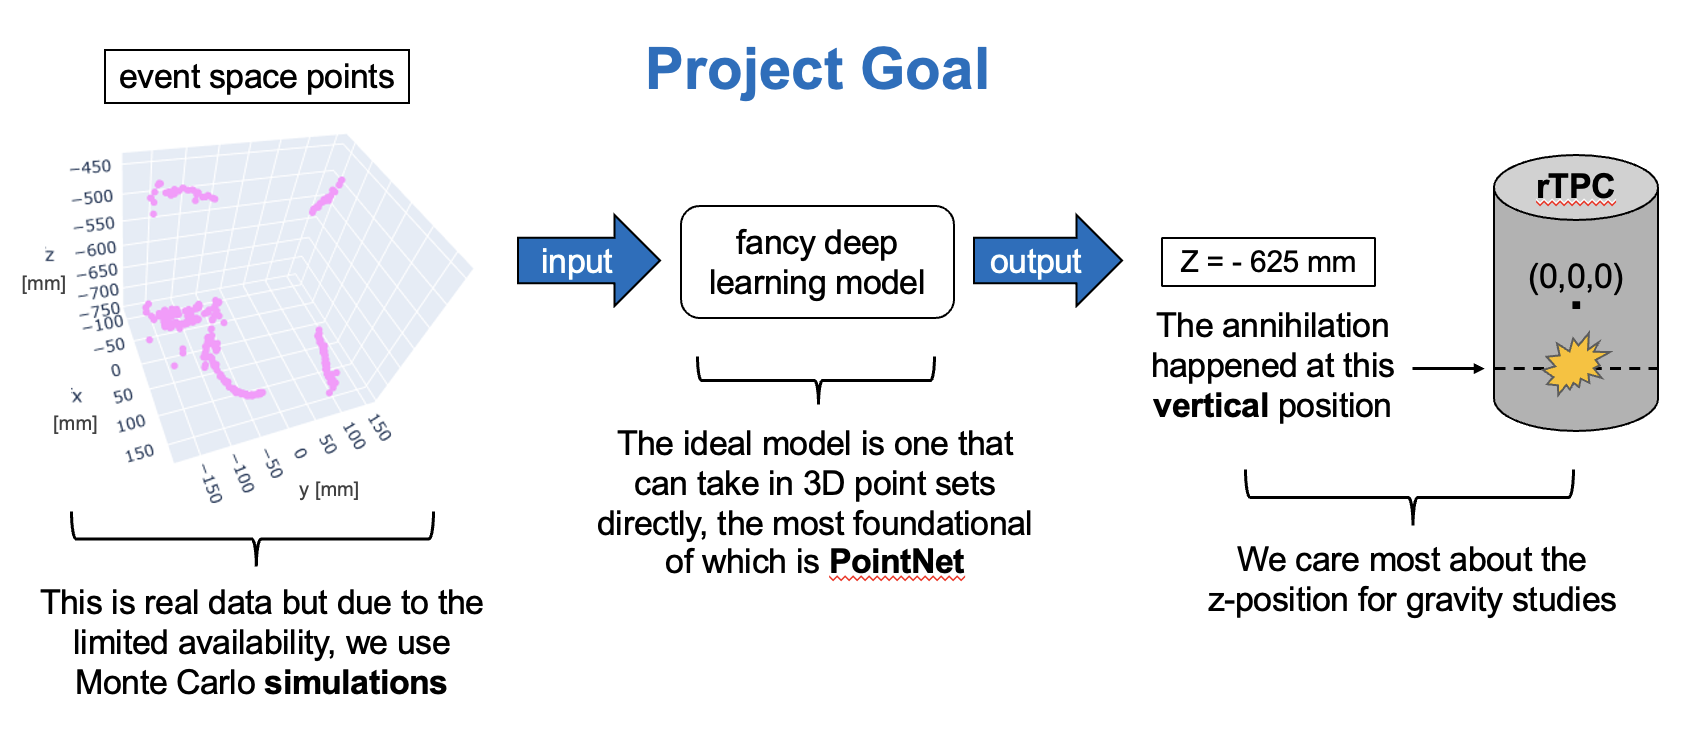 Project Goal
event space points
−450
−500
−550
−600
−650
−700
−750
z
[mm]
−100
−50
0
50
100
150
x
[mm]
−150
−100
−50
0
50
100
150
y [mm]
This is real data but due to the
limited availability, we use
Monte Carlo simulations
input
fancy deep
learning model
The ideal model is one that
can take in 3D point sets
directly, the most foundational
of which is PointNet
output
Z = - 625 mm
The annihilation
happened at this
vertical position
rTPC
(0,0,0)
We care most about the
z-position for gravity studies